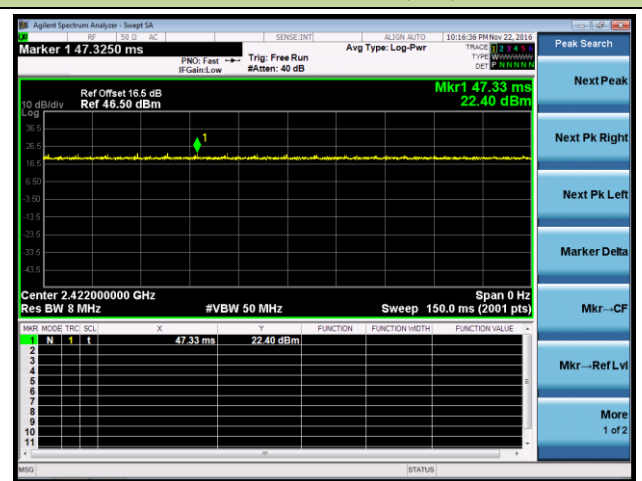 Agilent Spectrum Analyzer - Swept SA
RF 50 Ω AC SENSE:INT ALIGN AUTO 10:16:36 PM Nov 22, 2016
Marker 1 47.3250 ms
PNO: Fast
IFGain:Low
Trig: Free Run
#Atten: 40 dB
Avg Type: Log-Pwr
TRACE 1 2 3 4 5 6
TYPE WWWWWW
DET P N N N N N
Peak Search
Next Peak
Next Pk Right
Next Pk Left
Marker Delta
Mkr→CF
Mkr→Ref Lvl
More
1 of 2
Ref Offset 16.5 dB
10 dB/div Ref 46.50 dBm
Log
Mkr1 47.33 ms
22.40 dBm
36.5
26.5
16.5
6.50
-3.50
-13.5
-23.5
-33.5
-43.5
1
Center 2.422000000 GHz Span 0 Hz
Res BW 8 MHz #VBW 50 MHz Sweep 150.0 ms (2001 pts)
MKR MODE TRC SCL X Y FUNCTION FUNCTION WIDTH FUNCTION VALUE
1 N 1 t 47.33 ms 22.40 dBm
2
3
4
5
6
7
8
9
10
11
MSG STATUS